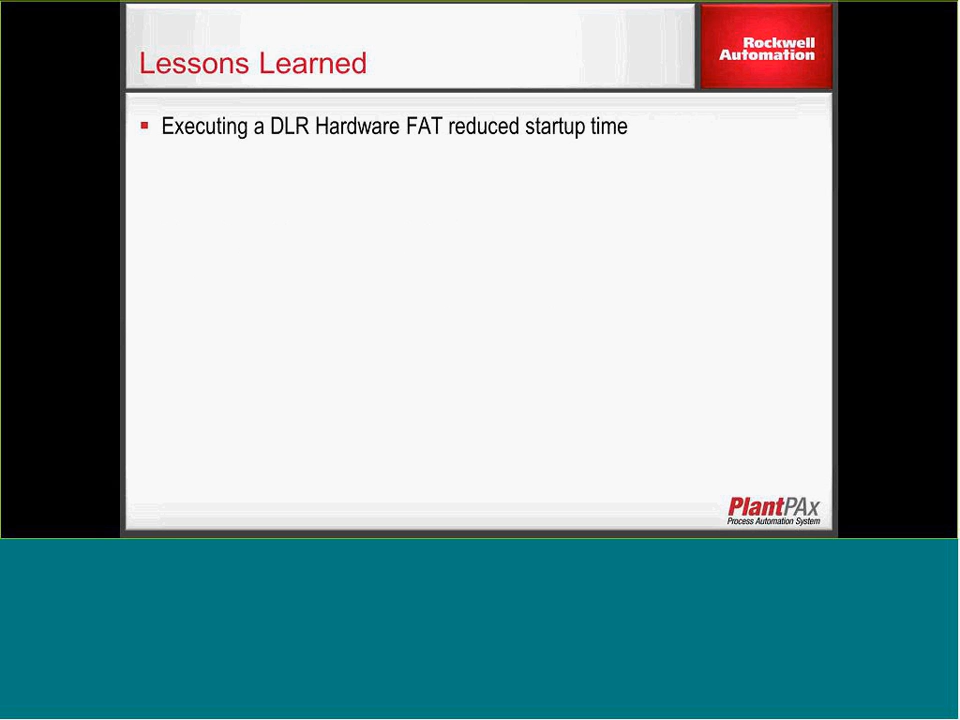 Lessons Learned
Rockwell
Automation
▪ Executing a DLR Hardware FAT reduced startup time
PlantPAx
Process Automation System